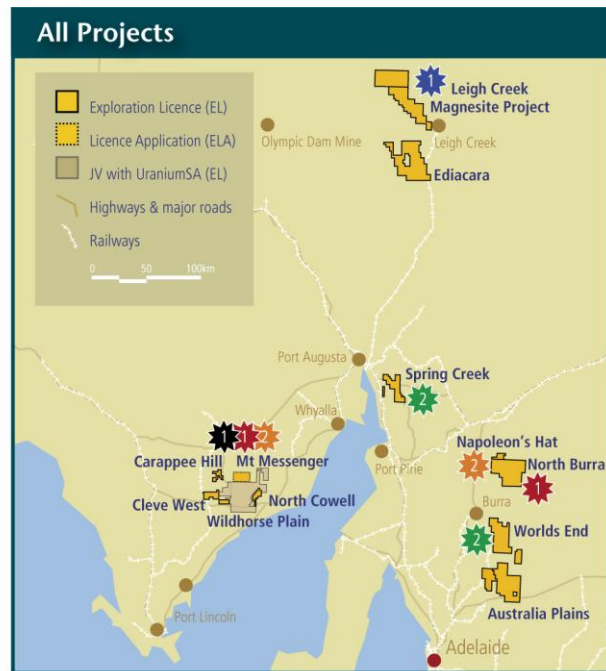 All Projects
Exploration Licence (EL)
Licence Application (ELA)
JV with UraniumSA (EL)
Highways & major roads
Railways
0 50 100km
1
Leigh Creek
Magnesite Project
Olympic Dam Mine
Leigh Creek
Ediacara
Port Augusta
Spring Creek
2
Whyalla
1 1 2
Carappee Hill Mt Messenger
Port Pirie
Napoleon's Hat
2 North Burra
1
Cleve West
North Cowell
Wildhorse Plain
Burra
2
Worlds End
Australia Plains
Port Lincoln
Adelaide